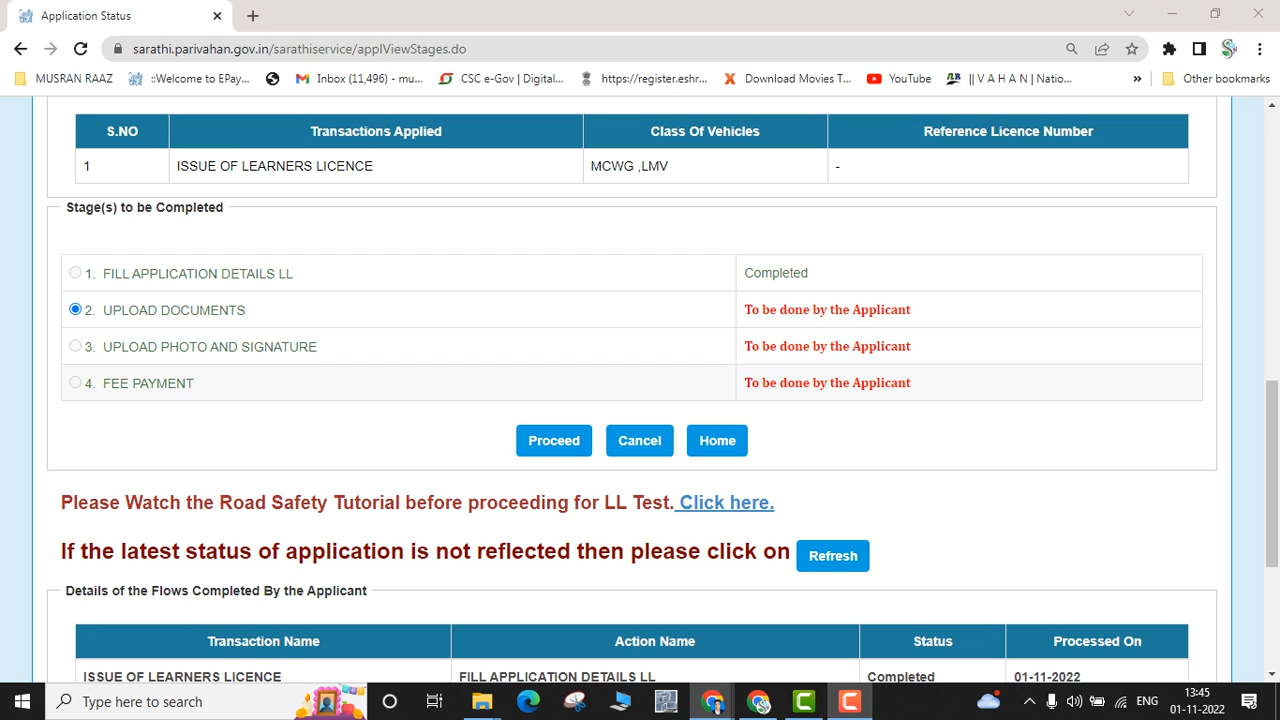 Application Status
sarathi.parivahan.gov.in/sarathiservice/applViewStages.do
MUSRAN RAAZ
::Welcome to EPay...
Inbox (11,496) - mu...
CSC e-Gov | Digital...
https://register.eshr...
Download Movies T...
YouTube
|| V A H A N | Natio...
»
Other bookmarks
S.NO Transactions Applied Class Of Vehicles Reference Licence Number
1 ISSUE OF LEARNERS LICENCE MCWG ,LMV -
Stage(s) to be Completed
1. FILL APPLICATION DETAILS LL Completed
2. UPLOAD DOCUMENTS To be done by the Applicant
3. UPLOAD PHOTO AND SIGNATURE To be done by the Applicant
4. FEE PAYMENT To be done by the Applicant
Proceed Cancel Home
Please Watch the Road Safety Tutorial before proceeding for LL Test. Click here.
If the latest status of application is not reflected then please click on Refresh
Details of the Flows Completed By the Applicant
Transaction Name Action Name Status Processed On
ISSUE OF LEARNERS LICENCE FILL APPLICATION DETAILS LL Completed 01-11-2022
Type here to search
ENG
13:45
01-11-2022